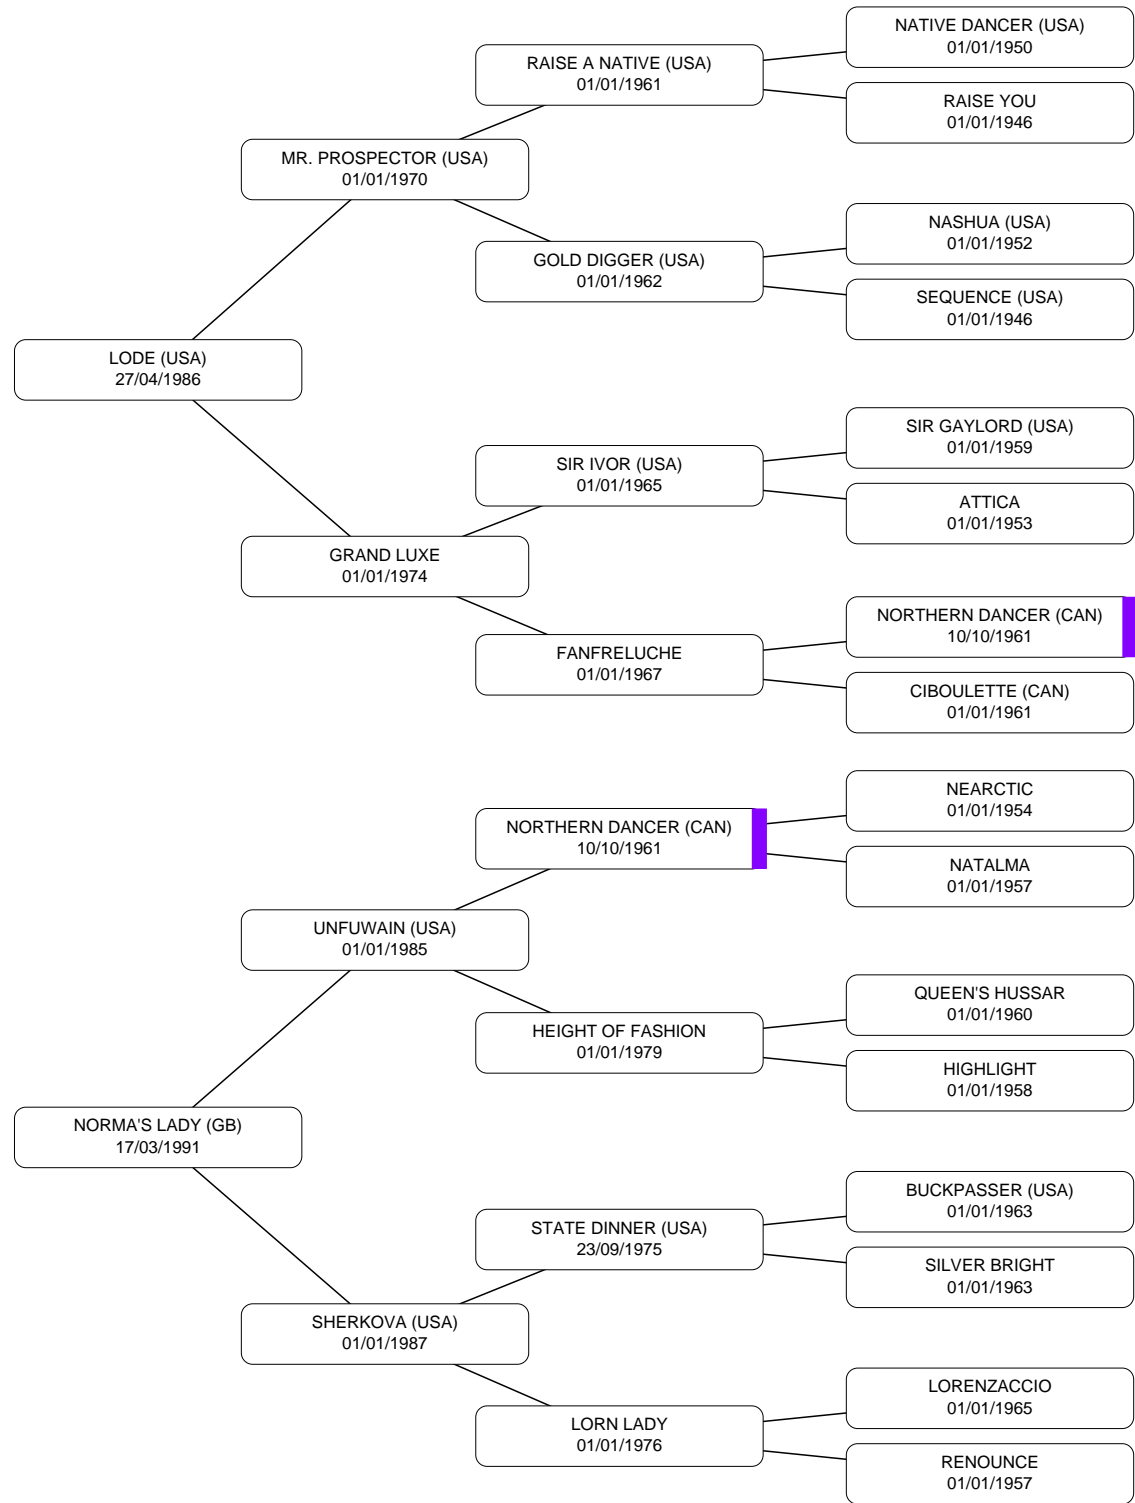 NATIVE DANCER (USA)
01/01/1950
RAISE A NATIVE (USA)
01/01/1961
RAISE YOU
01/01/1946
MR. PROSPECTOR (USA)
01/01/1970
NASHUA (USA)
01/01/1952
GOLD DIGGER (USA)
01/01/1962
SEQUENCE (USA)
01/01/1946
LODE (USA)
27/04/1986
SIR GAYLORD (USA)
01/01/1959
SIR IVOR (USA)
01/01/1965
ATTICA
01/01/1953
GRAND LUXE
01/01/1974
NORTHERN DANCER (CAN)
10/10/1961
FANFRELUCHE
01/01/1967
CIBOULETTE (CAN)
01/01/1961
NEARCTIC
01/01/1954
NORTHERN DANCER (CAN)
10/10/1961
NATALMA
01/01/1957
UNFUWAIN (USA)
01/01/1985
QUEEN'S HUSSAR
01/01/1960
HEIGHT OF FASHION
01/01/1979
HIGHLIGHT
01/01/1958
NORMA'S LADY (GB)
17/03/1991
BUCKPASSER (USA)
01/01/1963
STATE DINNER (USA)
23/09/1975
SILVER BRIGHT
01/01/1963
SHERKOVA (USA)
01/01/1987
LORENZACCIO
01/01/1965
LORN LADY
01/01/1976
RENOUNCE
01/01/1957